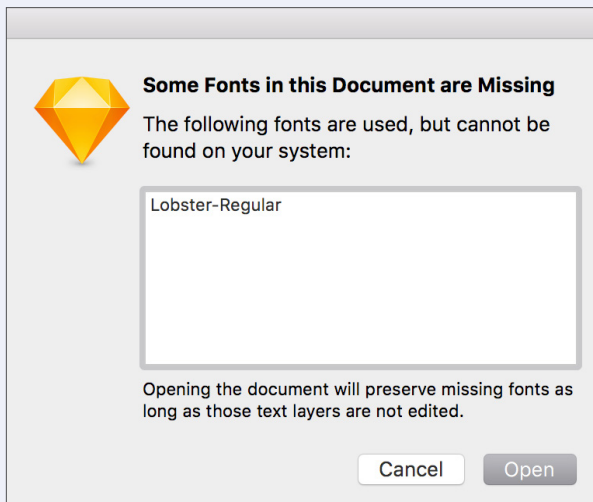 Some Fonts in this Document are Missing
The following fonts are used, but cannot be
found on your system:
Lobster-Regular
Opening the document will preserve missing fonts as
long as those text layers are not edited.
Cancel
Open